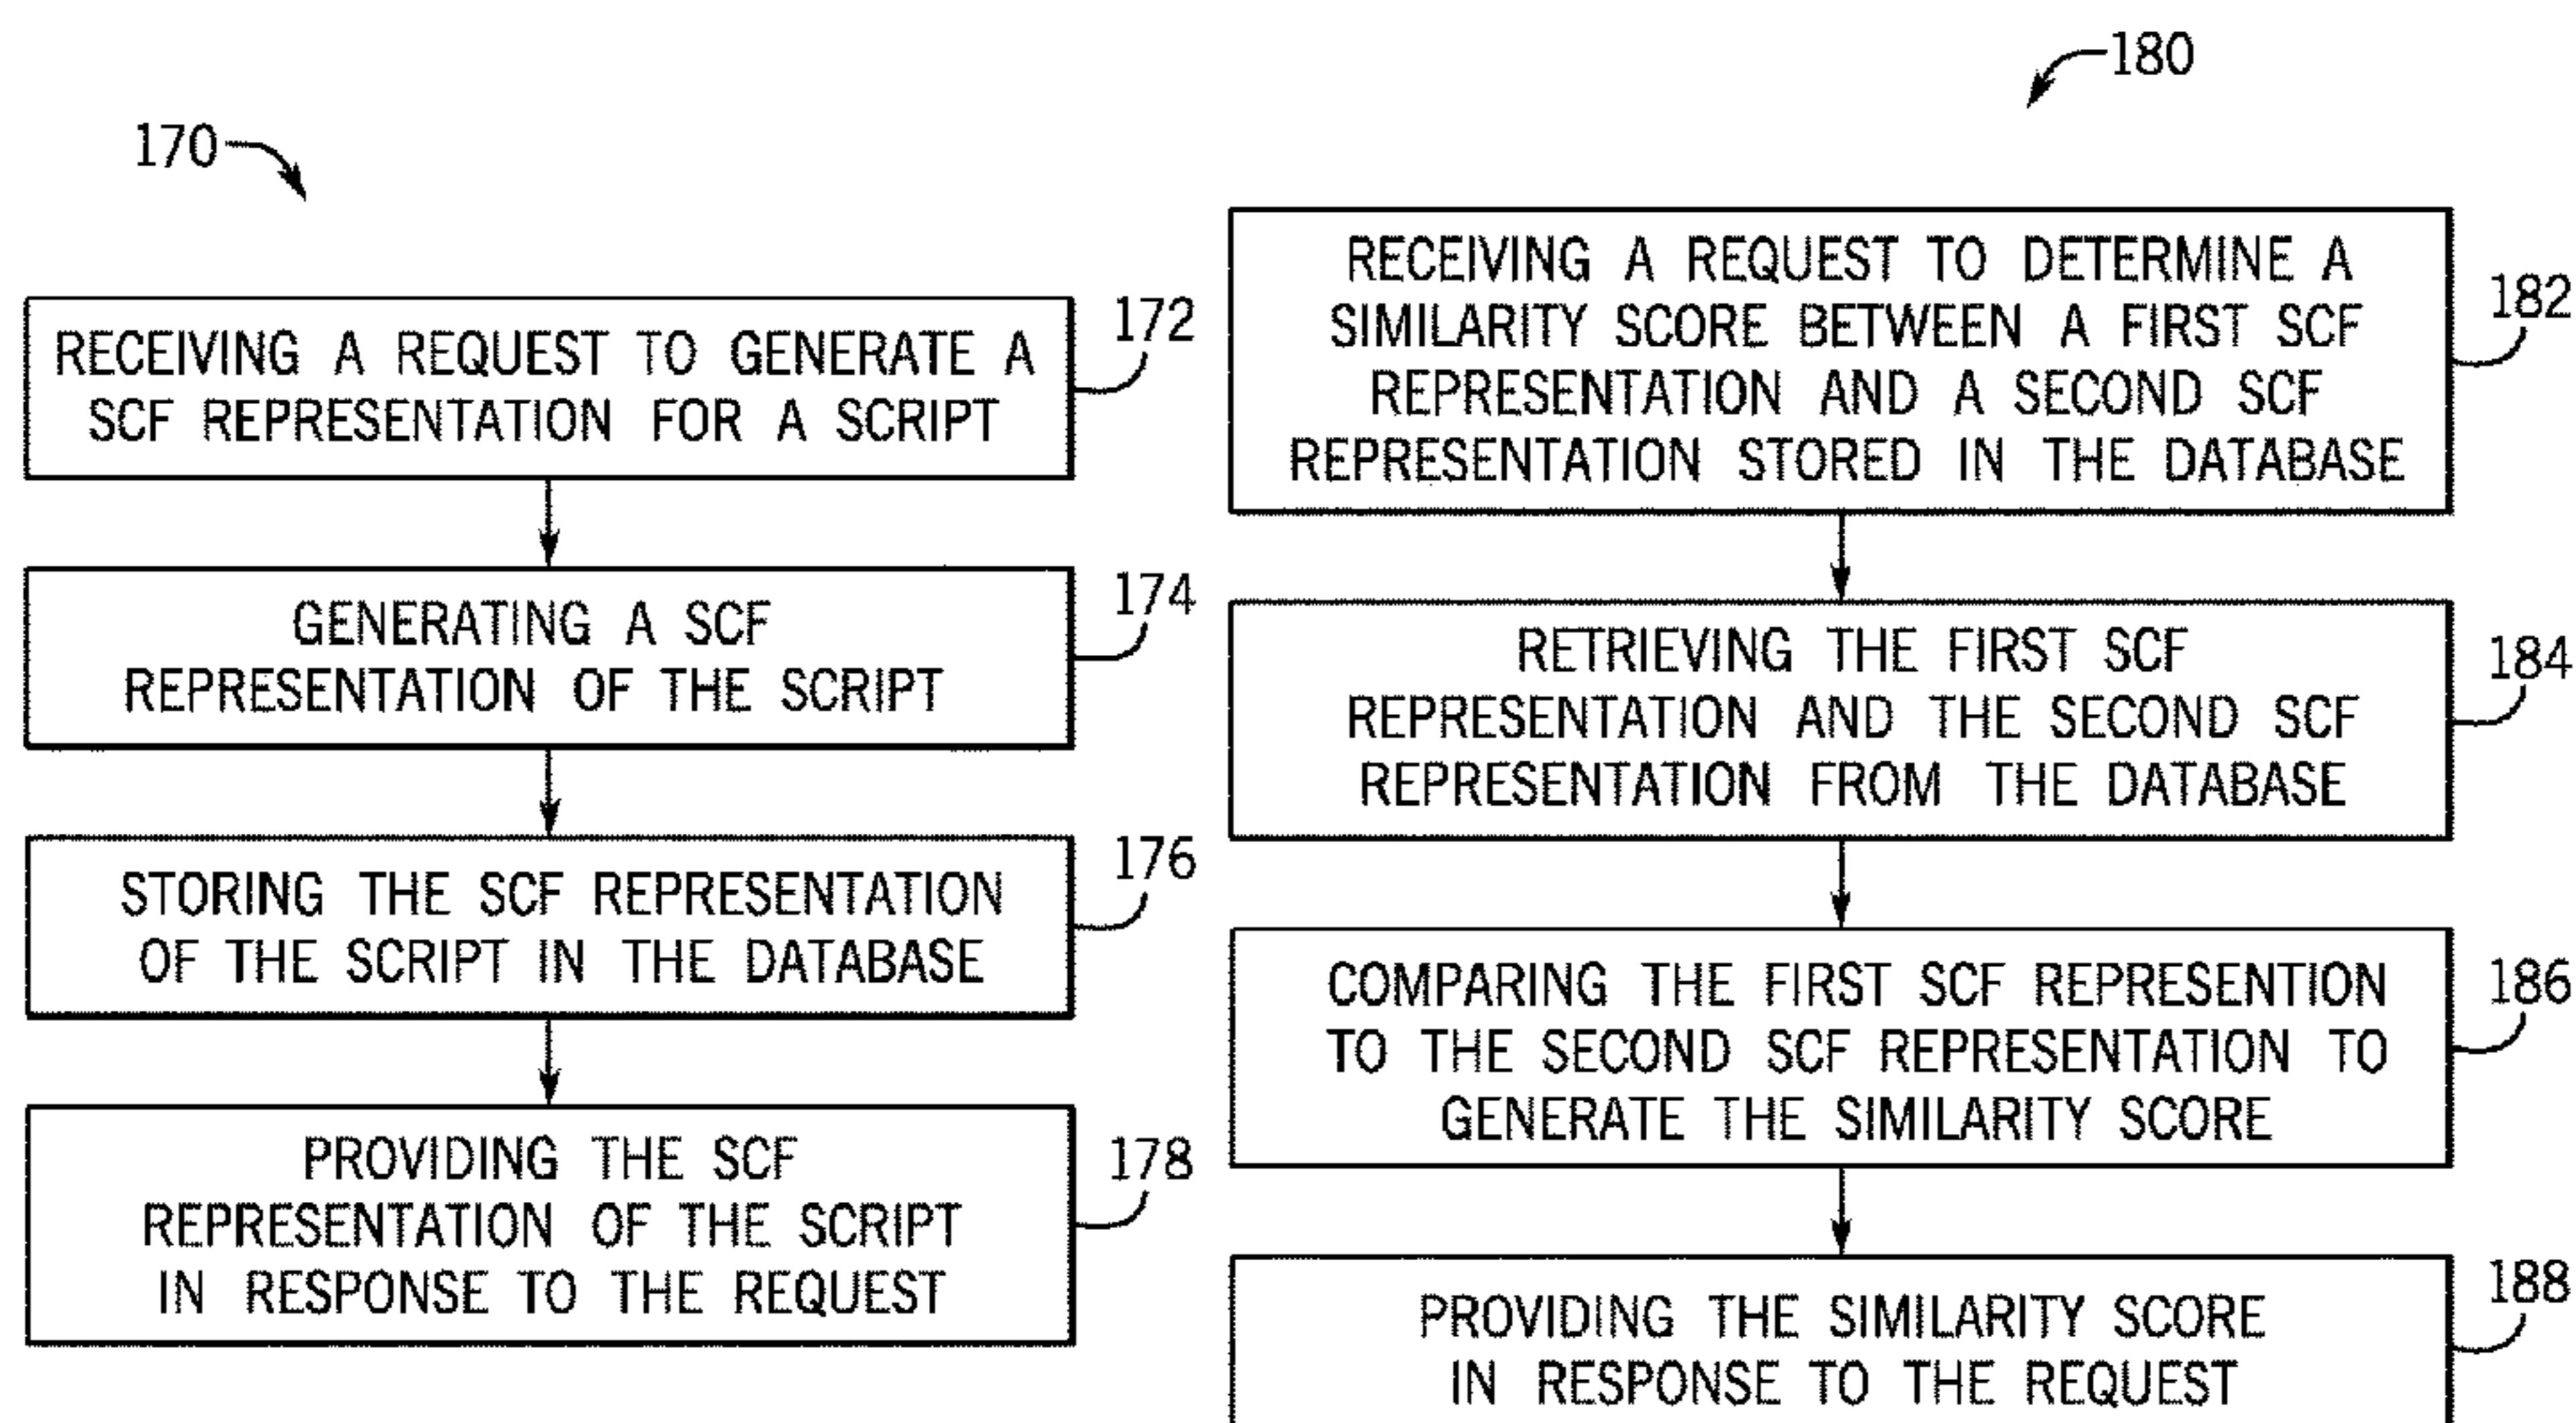 170
RECEIVING A REQUEST TO GENERATE A
SCF REPRESENTATION FOR A SCRIPT
172
GENERATING A SCF
REPRESENTATION OF THE SCRIPT
174
STORING THE SCF REPRESENTATION
OF THE SCRIPT IN THE DATABASE
176
PROVIDING THE SCF
REPRESENTATION OF THE SCRIPT
IN RESPONSE TO THE REQUEST
178
180
RECEIVING A REQUEST TO DETERMINE A
SIMILARITY SCORE BETWEEN A FIRST SCF
REPRESENTATION AND A SECOND SCF
REPRESENTATION STORED IN THE DATABASE
182
RETRIEVING THE FIRST SCF
REPRESENTATION AND THE SECOND SCF
REPRESENTATION FROM THE DATABASE
184
COMPARING THE FIRST SCF REPRESENTION
TO THE SECOND SCF REPRESENTATION TO
GENERATE THE SIMILARITY SCORE
186
PROVIDING THE SIMILARITY SCORE
IN RESPONSE TO THE REQUEST
188